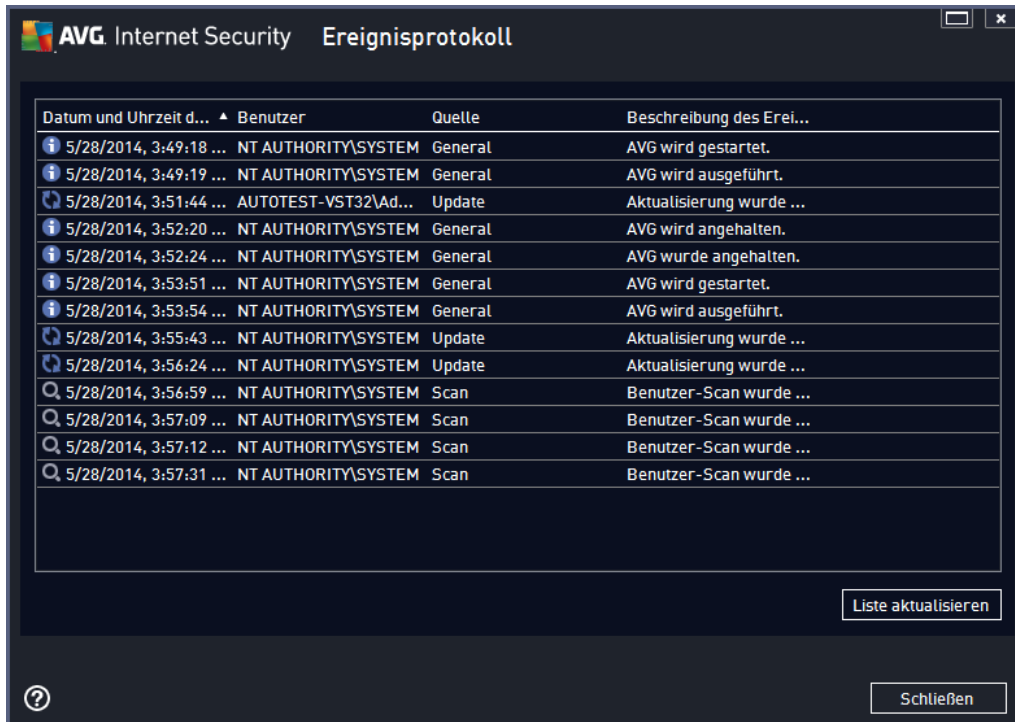 AVG. Internet Security Ereignisprotokoll
Datum und Uhrzeit d... Benutzer Quelle Beschreibung des Erei...
5/28/2014, 3:49:18 ... NT AUTHORITY\SYSTEM General AVG wird gestartet.
5/28/2014, 3:49:19 ... NT AUTHORITY\SYSTEM General AVG wird ausgeführt.
5/28/2014, 3:51:44 ... AUTOTEST-VST32\Ad... Update Aktualisierung wurde ...
5/28/2014, 3:52:20 ... NT AUTHORITY\SYSTEM General AVG wird angehalten.
5/28/2014, 3:52:24 ... NT AUTHORITY\SYSTEM General AVG wurde angehalten.
5/28/2014, 3:53:51 ... NT AUTHORITY\SYSTEM General AVG wird gestartet.
5/28/2014, 3:53:54 ... NT AUTHORITY\SYSTEM General AVG wird ausgeführt.
5/28/2014, 3:55:43 ... NT AUTHORITY\SYSTEM Update Aktualisierung wurde ...
5/28/2014, 3:56:24 ... NT AUTHORITY\SYSTEM Update Aktualisierung wurde ...
5/28/2014, 3:56:59 ... NT AUTHORITY\SYSTEM Scan Benutzer-Scan wurde ...
5/28/2014, 3:57:09 ... NT AUTHORITY\SYSTEM Scan Benutzer-Scan wurde ...
5/28/2014, 3:57:12 ... NT AUTHORITY\SYSTEM Scan Benutzer-Scan wurde ...
5/28/2014, 3:57:31 ... NT AUTHORITY\SYSTEM Scan Benutzer-Scan wurde ...
Liste aktualisieren
Schließen